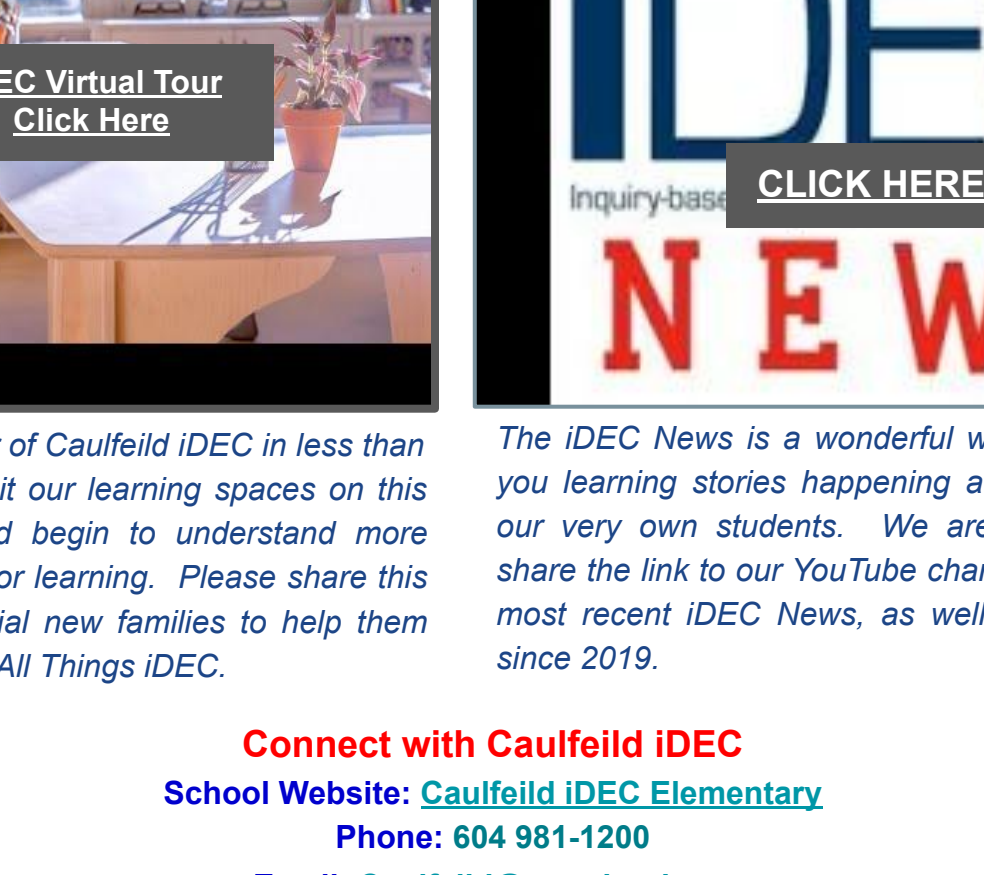 EC Virtual Tour
Click Here
iDE
Inquiry-base
CLICK HERE
NEW
of Caulfeild iDEC in less than
it our learning spaces on this
begin to understand more
or learning. Please share this
ial new families to help them
All Things iDEC.
The iDEC News is a wonderful w
you learning stories happening a
our very own students. We are
share the link to our YouTube chan
most recent iDEC News, as well
since 2019.
Connect with Caulfeild iDEC
School Website: Caulfeild iDEC Elementary
Phone: 604 981-1200